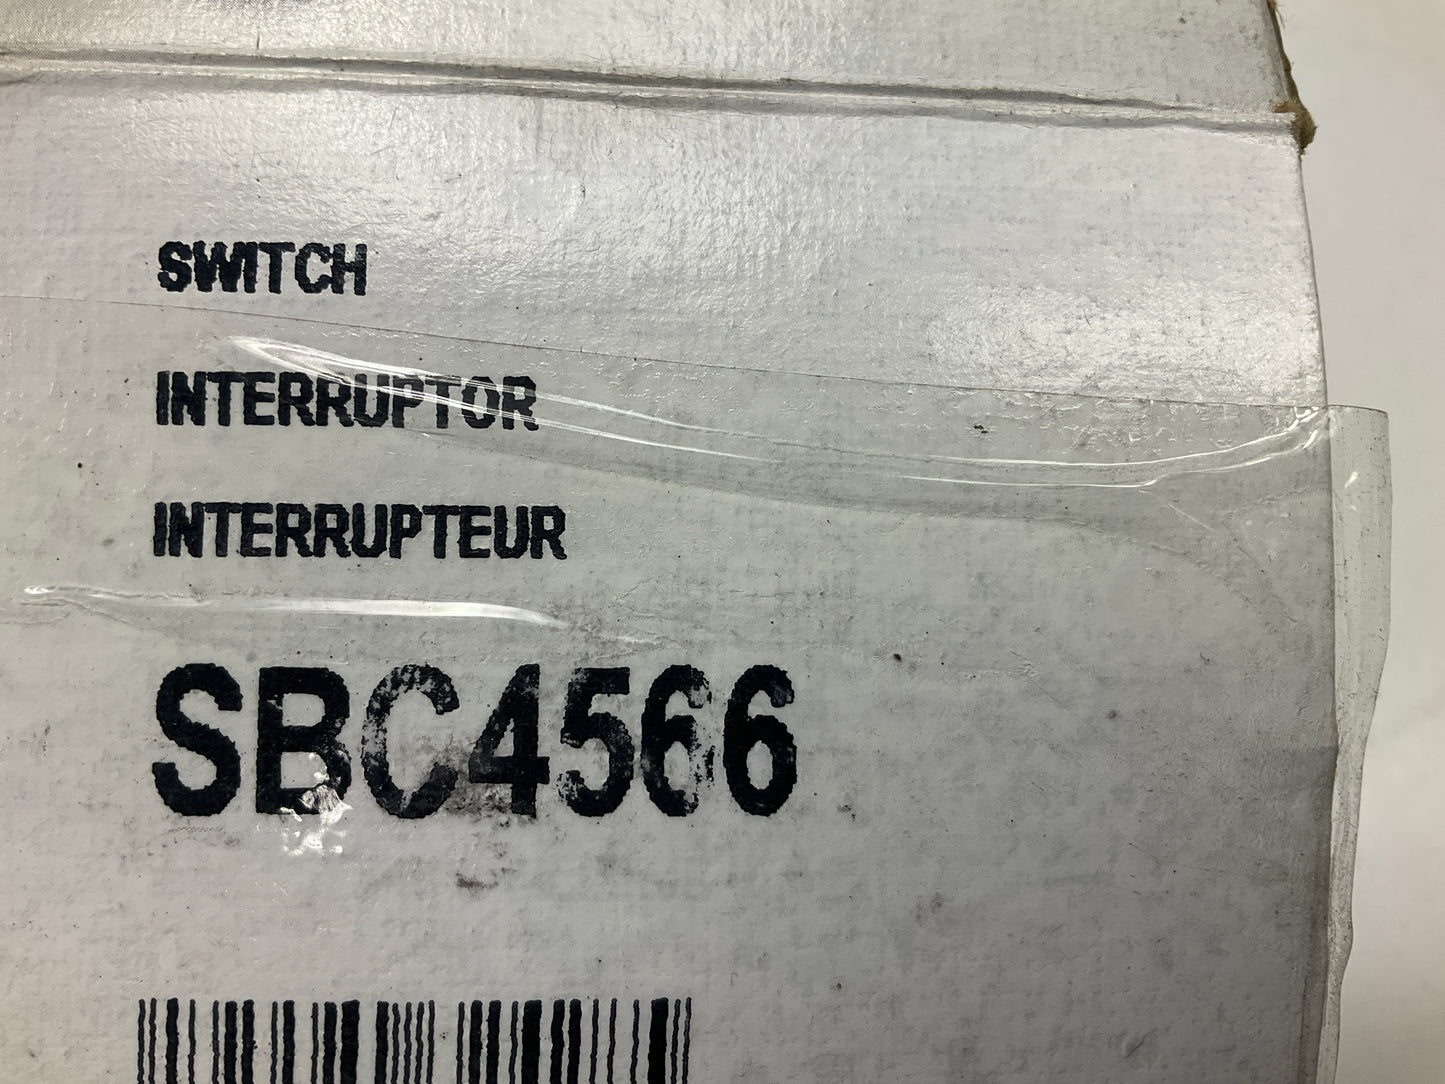 SWITCH
INTERRUPTOR
INTERRUPTEUR
SBC4566